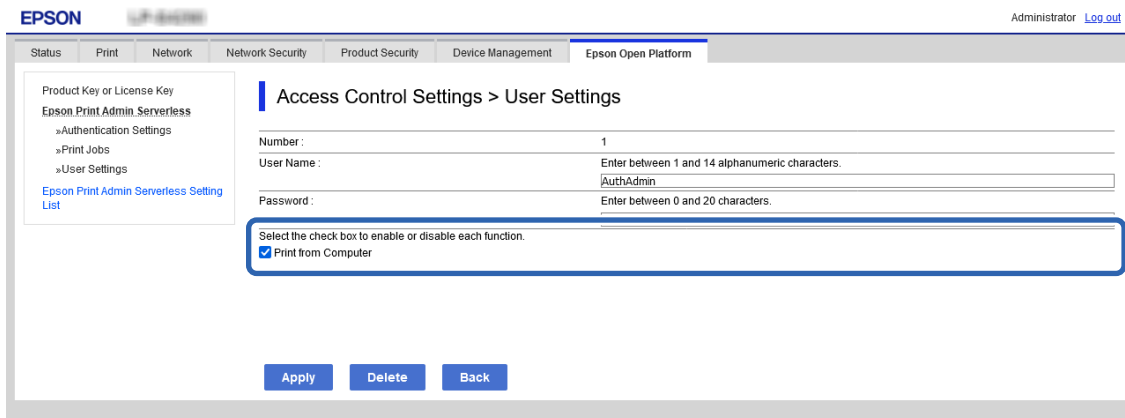 EPSON
Administrator Log out
Status Print Network Network Security Product Security Device Management Epson Open Platform
Product Key or License Key
Epson Print Admin Serverless
»Authentication Settings
»Print Jobs
»User Settings
Epson Print Admin Serverless Setting
List
Access Control Settings > User Settings
Number : 1
User Name : Enter between 1 and 14 alphanumeric characters.
AuthAdmin
Password : Enter between 0 and 20 characters.
Select the check box to enable or disable each function.
Print from Computer
Apply Delete Back